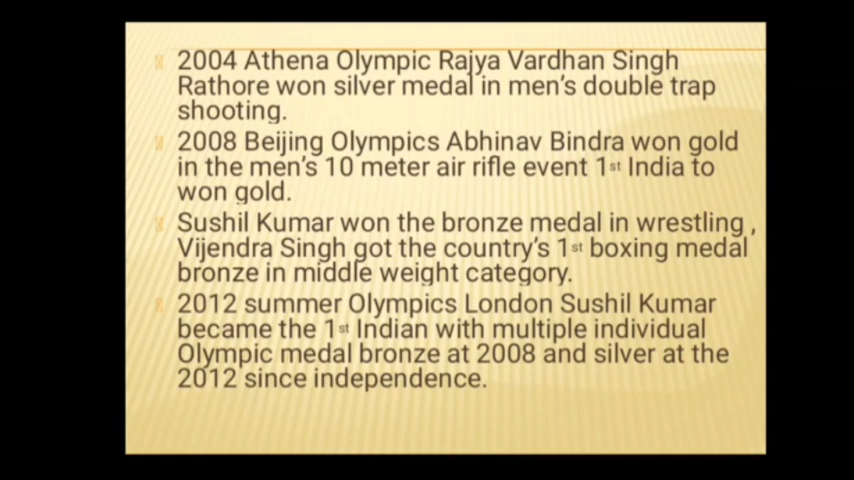 2004 Athena Olympic Rajya Vardhan Singh
Rathore won silver medal in men's double trap
shooting.
2008 Beijing Olympics Abhinav Bindra won gold
in the men's 10 meter air rifle event 1st India to
won gold.
Sushil Kumar won the bronze medal in wrestling ,
Vijendra Singh got the country's 1st boxing medal
bronze in middle weight category.
2012 summer Olympics London Sushil Kumar
became the 1st Indian with multiple individual
Olympic medal bronze at 2008 and silver at the
2012 since independence.